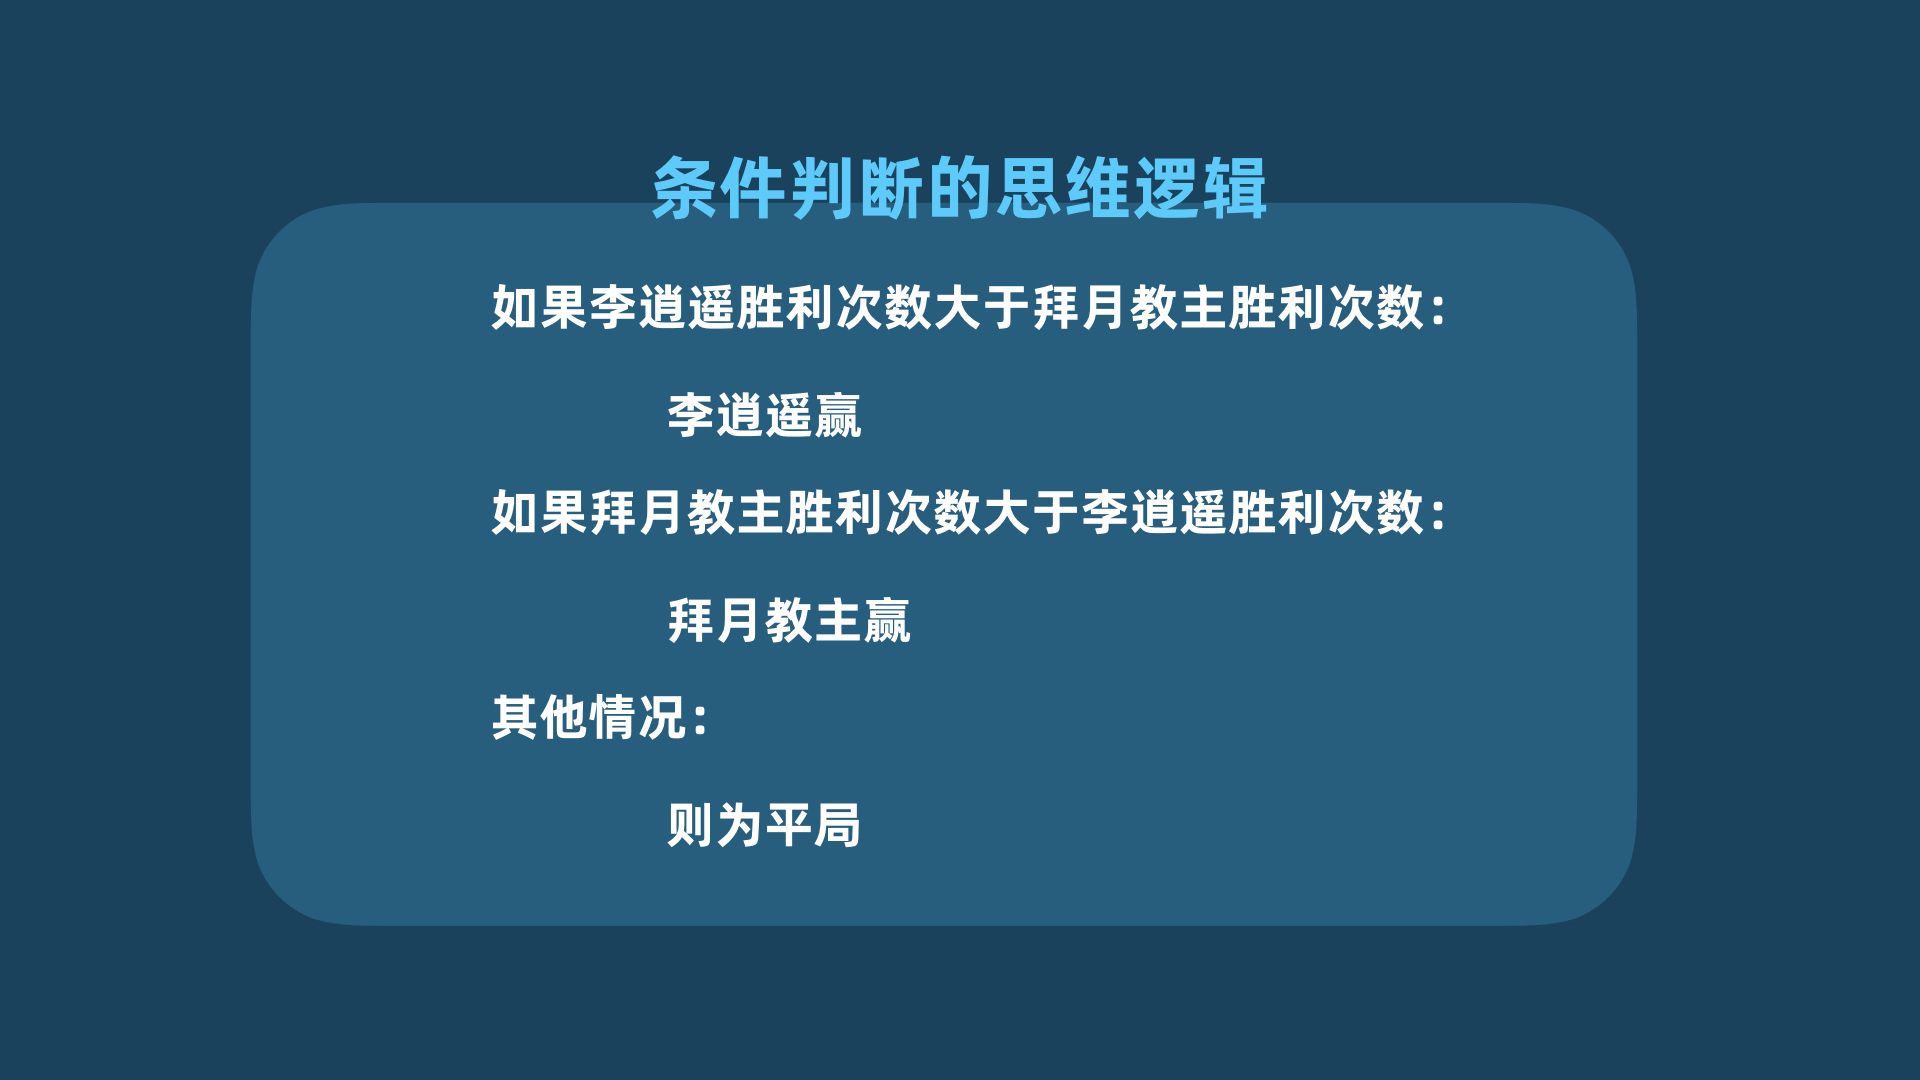 条件判断的思维逻辑
如果李逍遥胜利次数大于拜月教主胜利次数：
李逍遥赢
如果拜月教主胜利次数大于李逍遥胜利次数：
拜月教主赢
其他情况：
则为平局